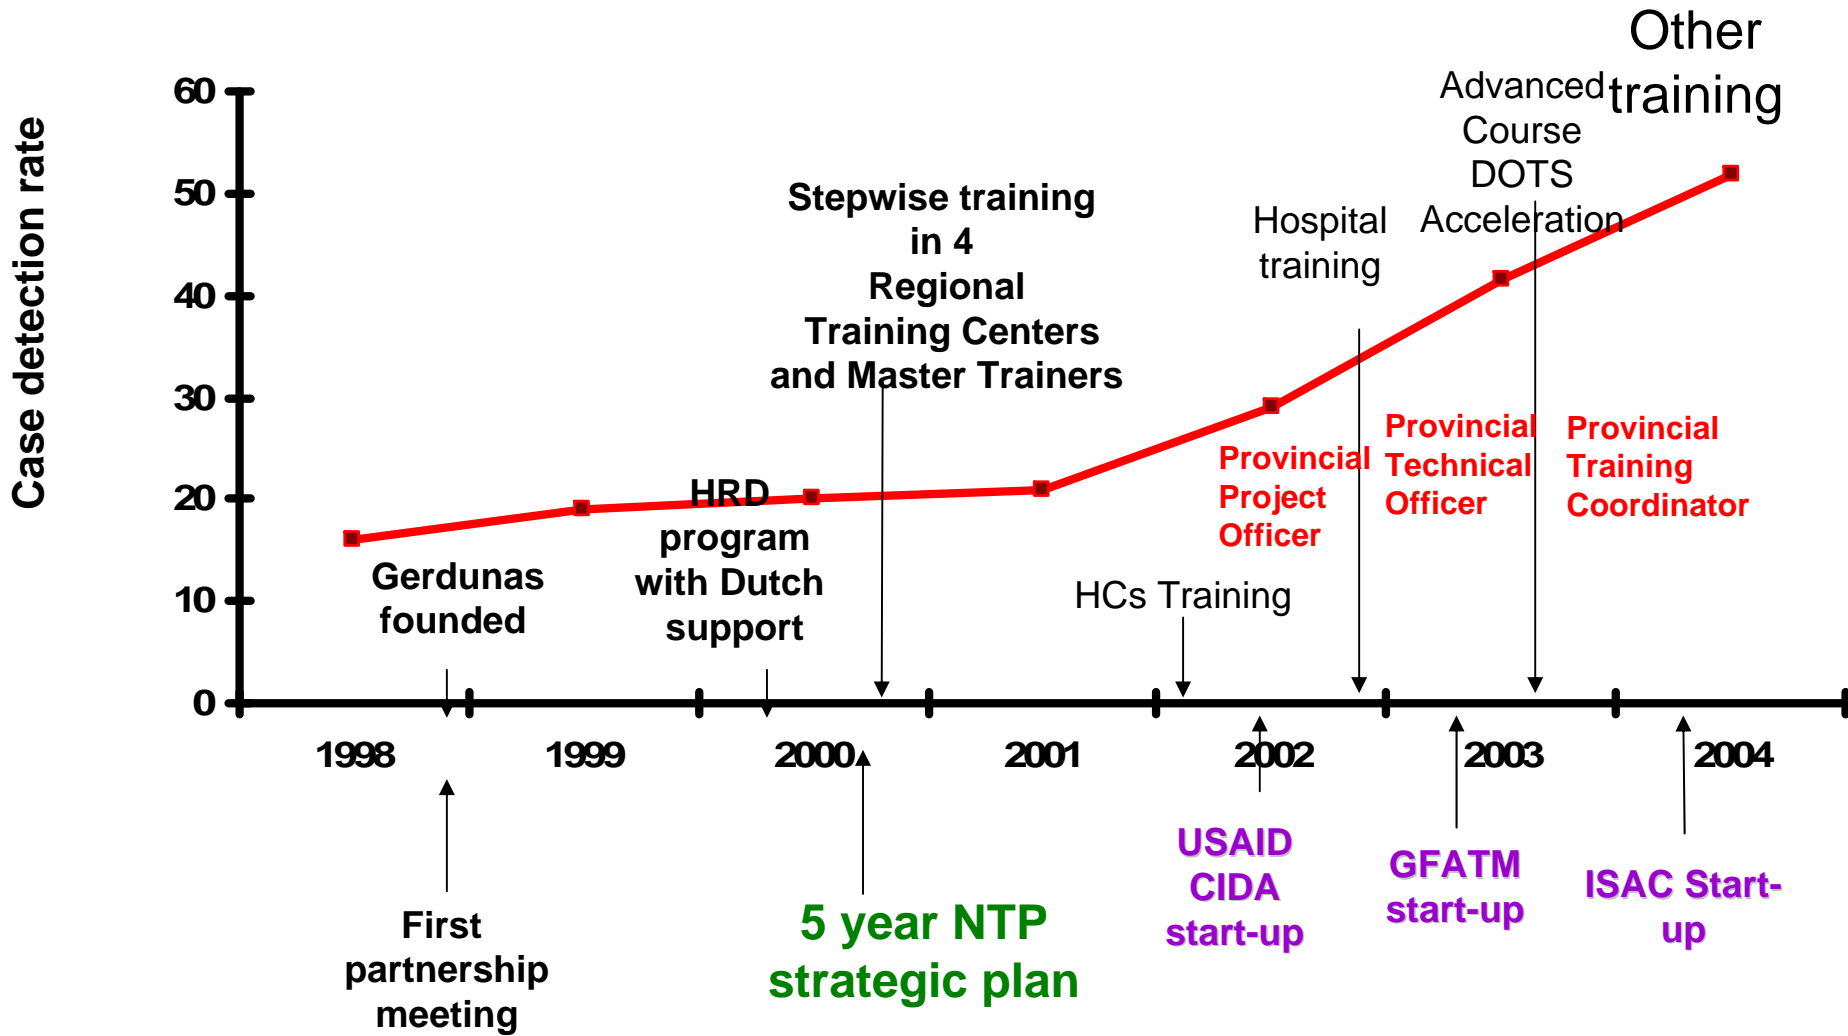 Other
training
Advanced
Course
DOTS
Acceleration
Hospital
training
Stepwise training
in 4
Regional
Training Centers
and Master Trainers
Case detection rate
60
50
40
30
20
10
0
Provincial
Project
Officer
Provincial
Technical
Officer
Provincial
Training
Coordinator
HRD
program
with Dutch
support
Gerdunas
founded
HCs Training
1998
1999
2000
2001
2002
2003
2004
First
partnership
meeting
5 year NTP
strategic plan
USAID
CIDA
start-up
GFATM
start-up
ISAC Start-
up